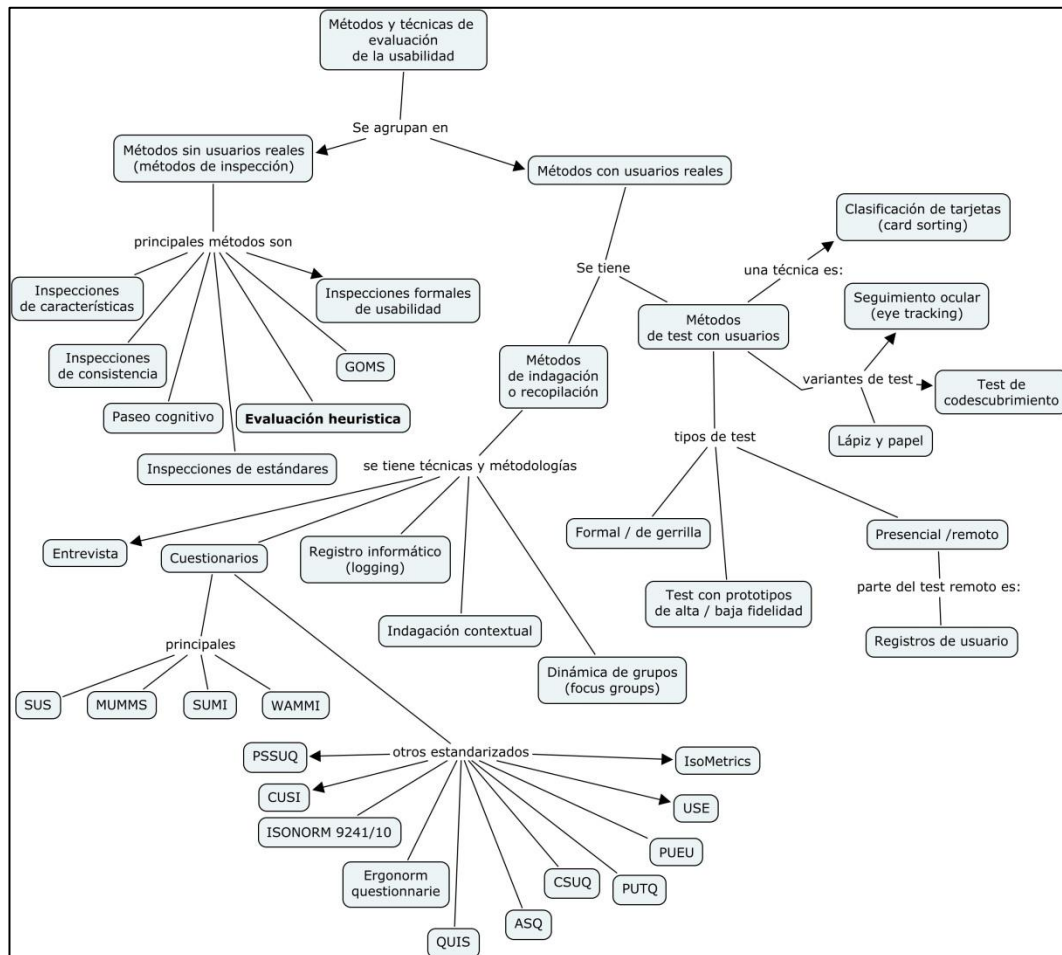 Métodos y técnicas de
evaluación
de la usabilidad
Se agrupan en
Métodos sin usuarios reales
(métodos de inspección)
Métodos con usuarios reales
principales métodos son
Inspecciones
de características
Inspecciones
de consistencia
Paseo cognitivo
Inspecciones de estándares
Evaluación heuristica
GOMS
Inspecciones formales
de usabilidad
Se tiene
Métodos
de indagación
o recopilación
Métodos
de test con usuarios
una técnica es:
Clasificación de tarjetas
(card sorting)
variantes de test
Seguimiento ocular
(eye tracking)
Test de
codescubrimiento
Lápiz y papel
tipos de test
Formal / de gerrilla
Test con prototipos
de alta / baja fidelidad
Presencial /remoto
parte del test remoto es:
Registros de usuario
se tiene técnicas y métodologías
Entrevista
Cuestionarios
Registro informático
(logging)
Indagación contextual
Dinámica de grupos
(focus groups)
principales
SUS
MUMMS
SUMI
WAMMI
otros estandarizados
PSSUQ
CUSI
ISONORM 9241/10
Ergonorm
questionnarie
QUIS
ASQ
CSUQ
PUTQ
PUEU
USE
IsoMetrics